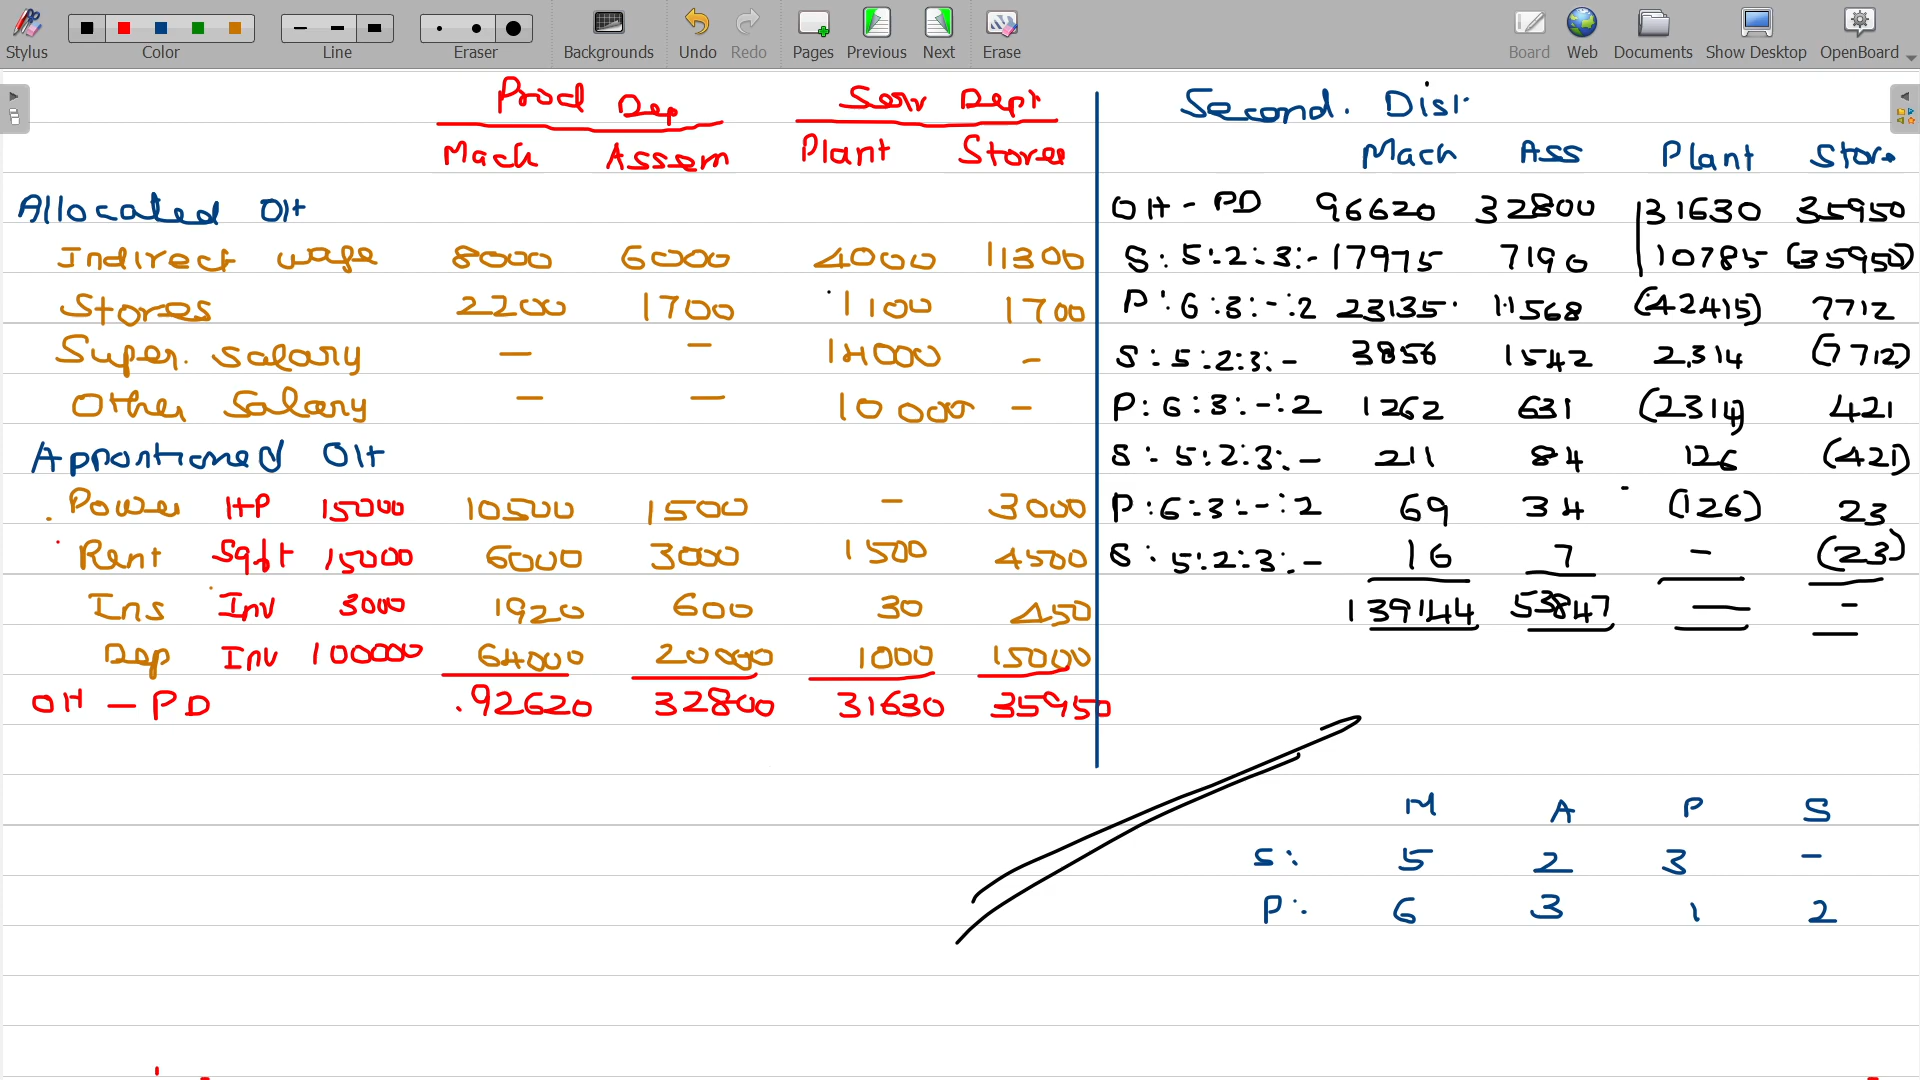 Stylus Color Line Eraser Backgrounds Undo Redo Pages Previous Next Erase Board Web Documents Show Desktop OpenBoard
Prod Dep Serv Dept
Mach Assem Plant Stores
Allocated OH
Indirect wage 8000 6000 4000 11300
Stores 2200 1700 1100 1700
Super. salary - - 14000 -
Other Salary - - 10000 -
Apportioned OH
Power HP 15000 10500 1500 - 3000
Rent Sqft 15000 6000 3000 1500 4500
Ins Inv 3000 1920 600 30 450
Dep Inv 100000 64000 20000 1000 15000
OH - PD 92620 32800 31630 35950
Second. Dist.
Mach Ass Plant Store
OH - PD 96620 32800 31630 35950
S: 5:2:3:- 17975 7190 10785 (35950)
P: 6:3:-:2 23135 11568 (42415) 7712
S: 5:2:3:- 3856 1542 2314 (7712)
P: 6:3:-:2 1262 631 (2314) 421
S: 5:2:3:- 211 84 126 (421)
P: 6:3:-:2 69 34 (126) 23
S: 5:2:3:- 16 7 - (23)
139144 53847 - -
M A P S
S: 5 2 3 -
P: 6 3 1 2